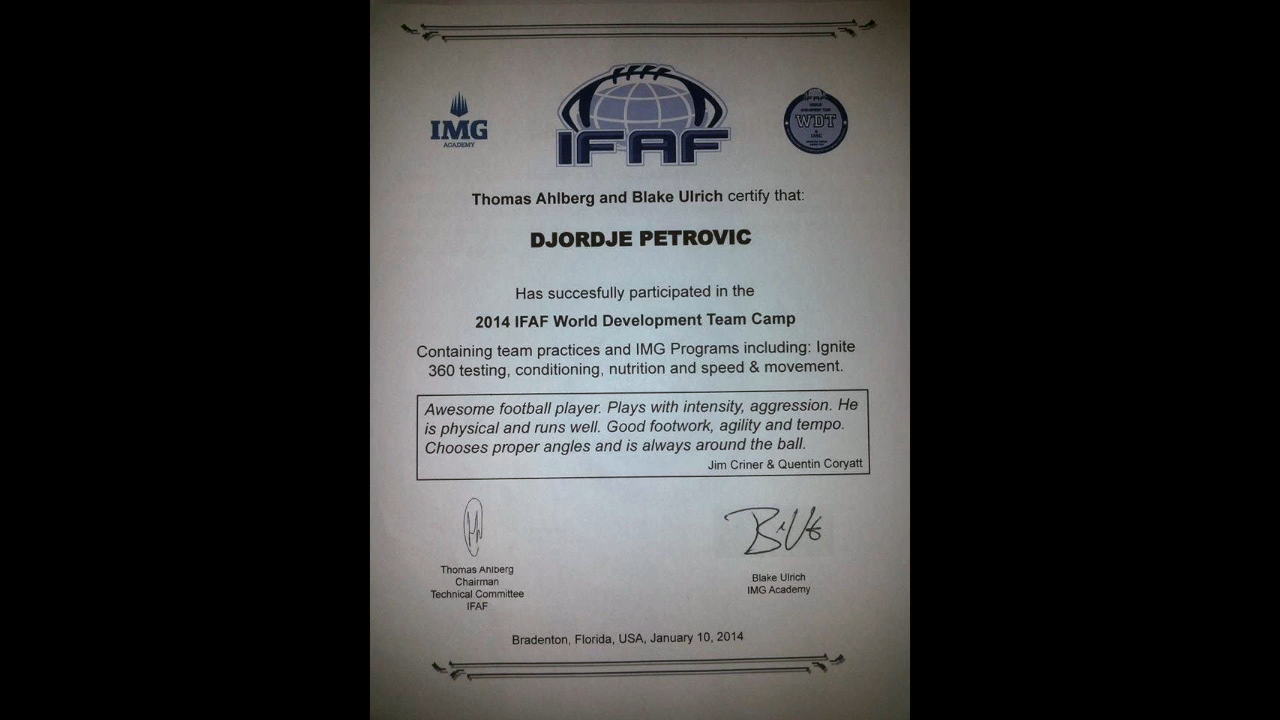 IMG
ACADEMY
IFAF
WDT
Thomas Ahlberg and Blake Ulrich certify that:
DJORDJE PETROVIC
Has succesfully participated in the
2014 IFAF World Development Team Camp
Containing team practices and IMG Programs including: Ignite
360 testing, conditioning, nutrition and speed & movement.
Awesome football player. Plays with intensity, aggression. He
is physical and runs well. Good footwork, agility and tempo.
Chooses proper angles and is always around the ball.
Jim Criner & Quentin Coryatt
Thomas Ahlberg
Chairman
Technical Committee
IFAF
Blake Ulrich
IMG Academy
Bradenton, Florida, USA, January 10, 2014